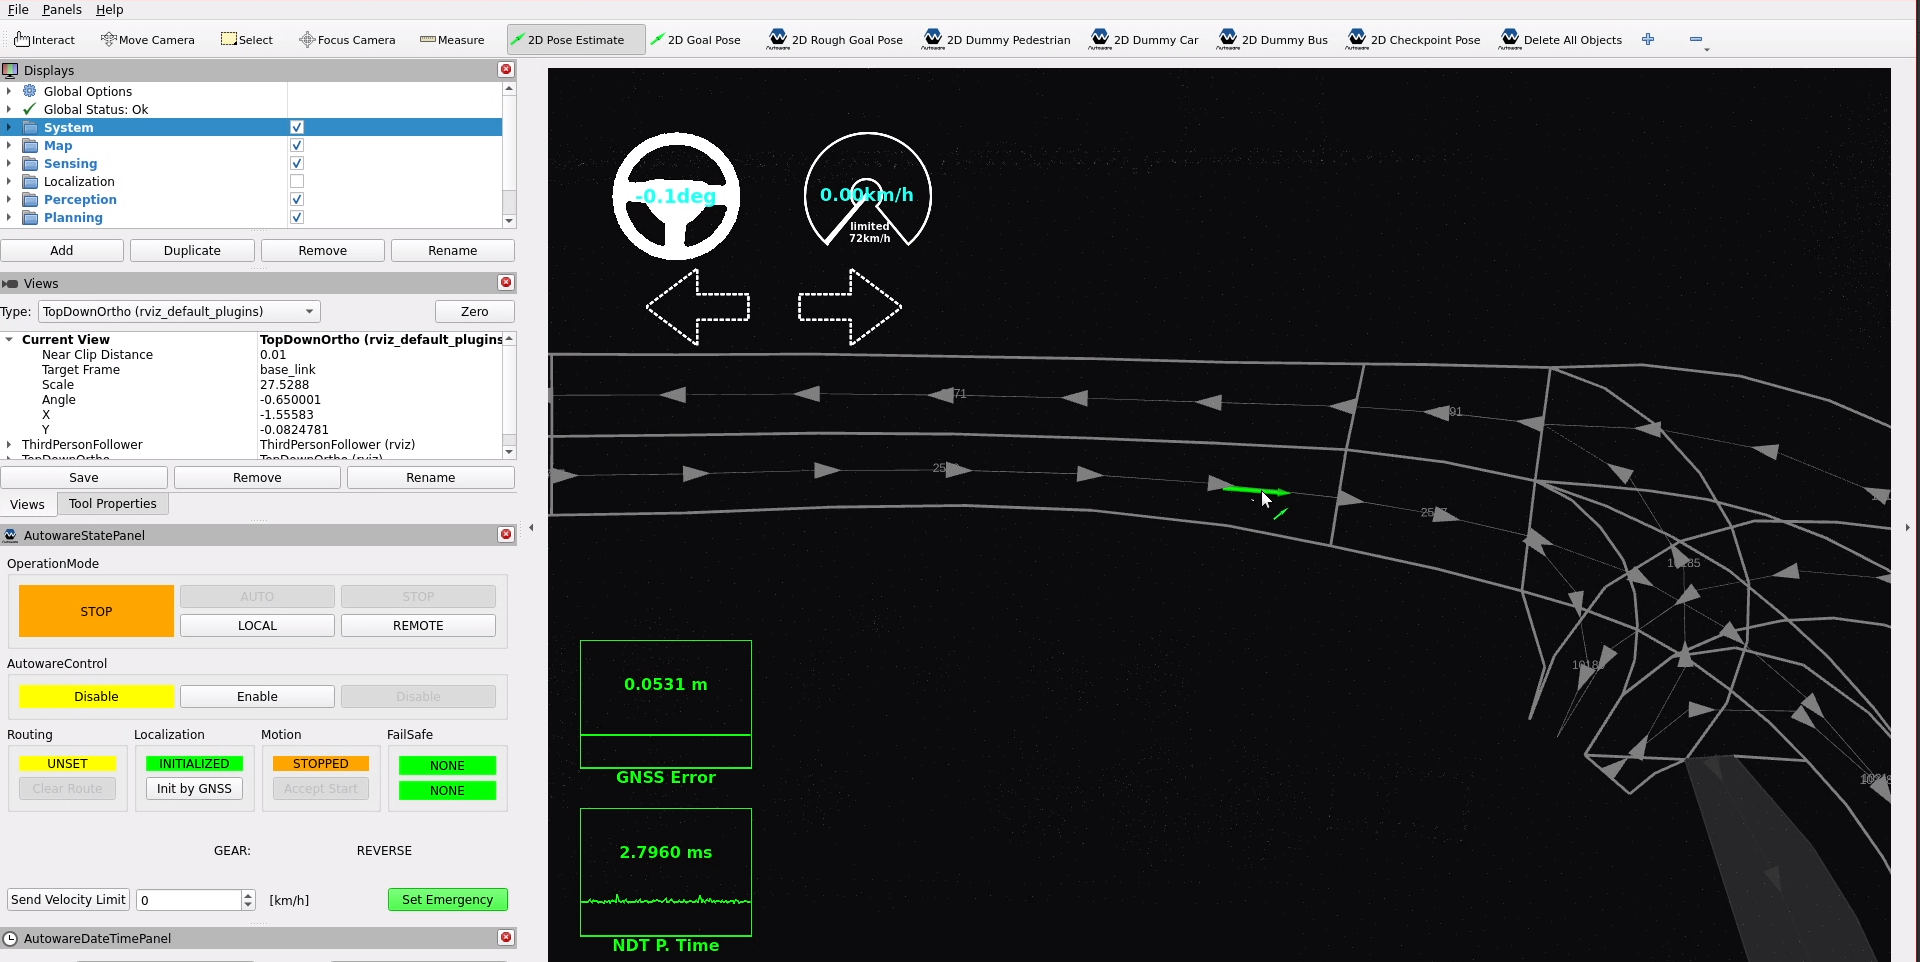 File Panels Help
Interact Move Camera Select Focus Camera Measure 2D Pose Estimate 2D Goal Pose 2D Rough Goal Pose 2D Dummy Pedestrian 2D Dummy Car 2D Dummy Bus 2D Checkpoint Pose Delete All Objects
Displays
Global Options
Global Status: Ok
System
Map
Sensing
Localization
Perception
Planning
Add Duplicate Remove Rename
Views
Type: TopDownOrtho (rviz_default_plugins) Zero
Current View TopDownOrtho (rviz_default_plugins
Near Clip Distance 0.01
Target Frame base_link
Scale 27.5288
Angle -0.650001
X -1.55583
Y -0.0824781
ThirdPersonFollower ThirdPersonFollower (rviz)
TopDownOrtho TopDownOrtho (rviz)
Save Remove Rename
Views Tool Properties
AutowareStatePanel
OperationMode
STOP AUTO STOP
LOCAL REMOTE
AutowareControl
Disable Enable Disable
Routing Localization Motion FailSafe
UNSET INITIALIZED STOPPED NONE
Clear Route Init by GNSS Accept Start NONE
GEAR: REVERSE
Send Velocity Limit 0 [km/h] Set Emergency
AutowareDateTimePanel
-0.1deg
0.00km/h
limited
72km/h
0.0531 m
GNSS Error
2.7960 ms
NDT P. Time